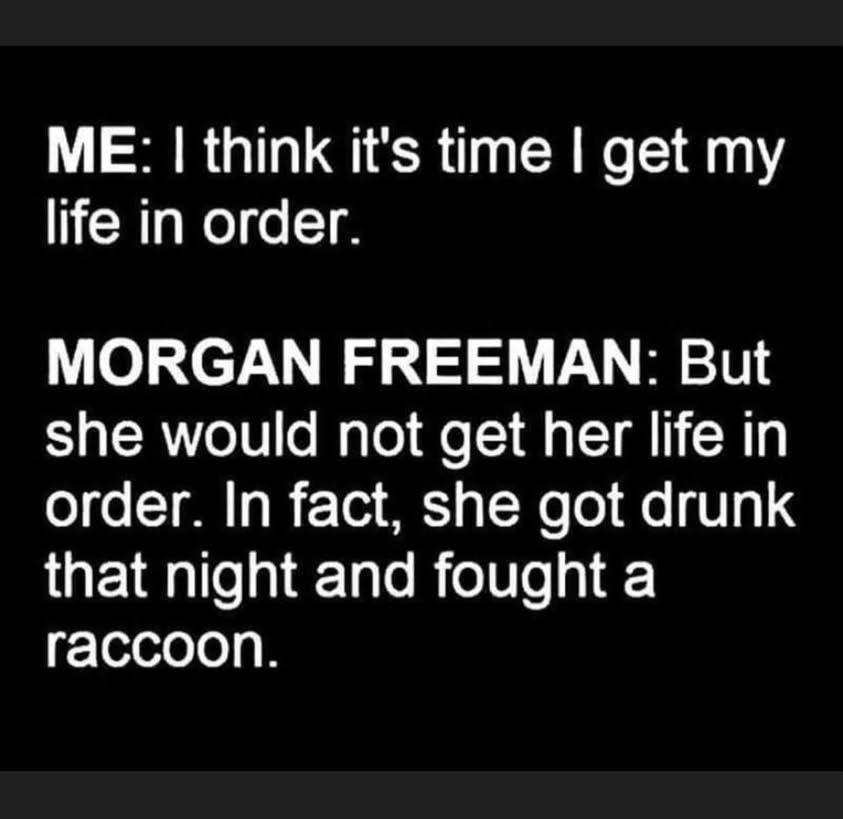 ME: I think it's time I get my
life in order.
MORGAN FREEMAN: But
she would not get her life in
order. In fact, she got drunk
that night and fought a
raccoon.